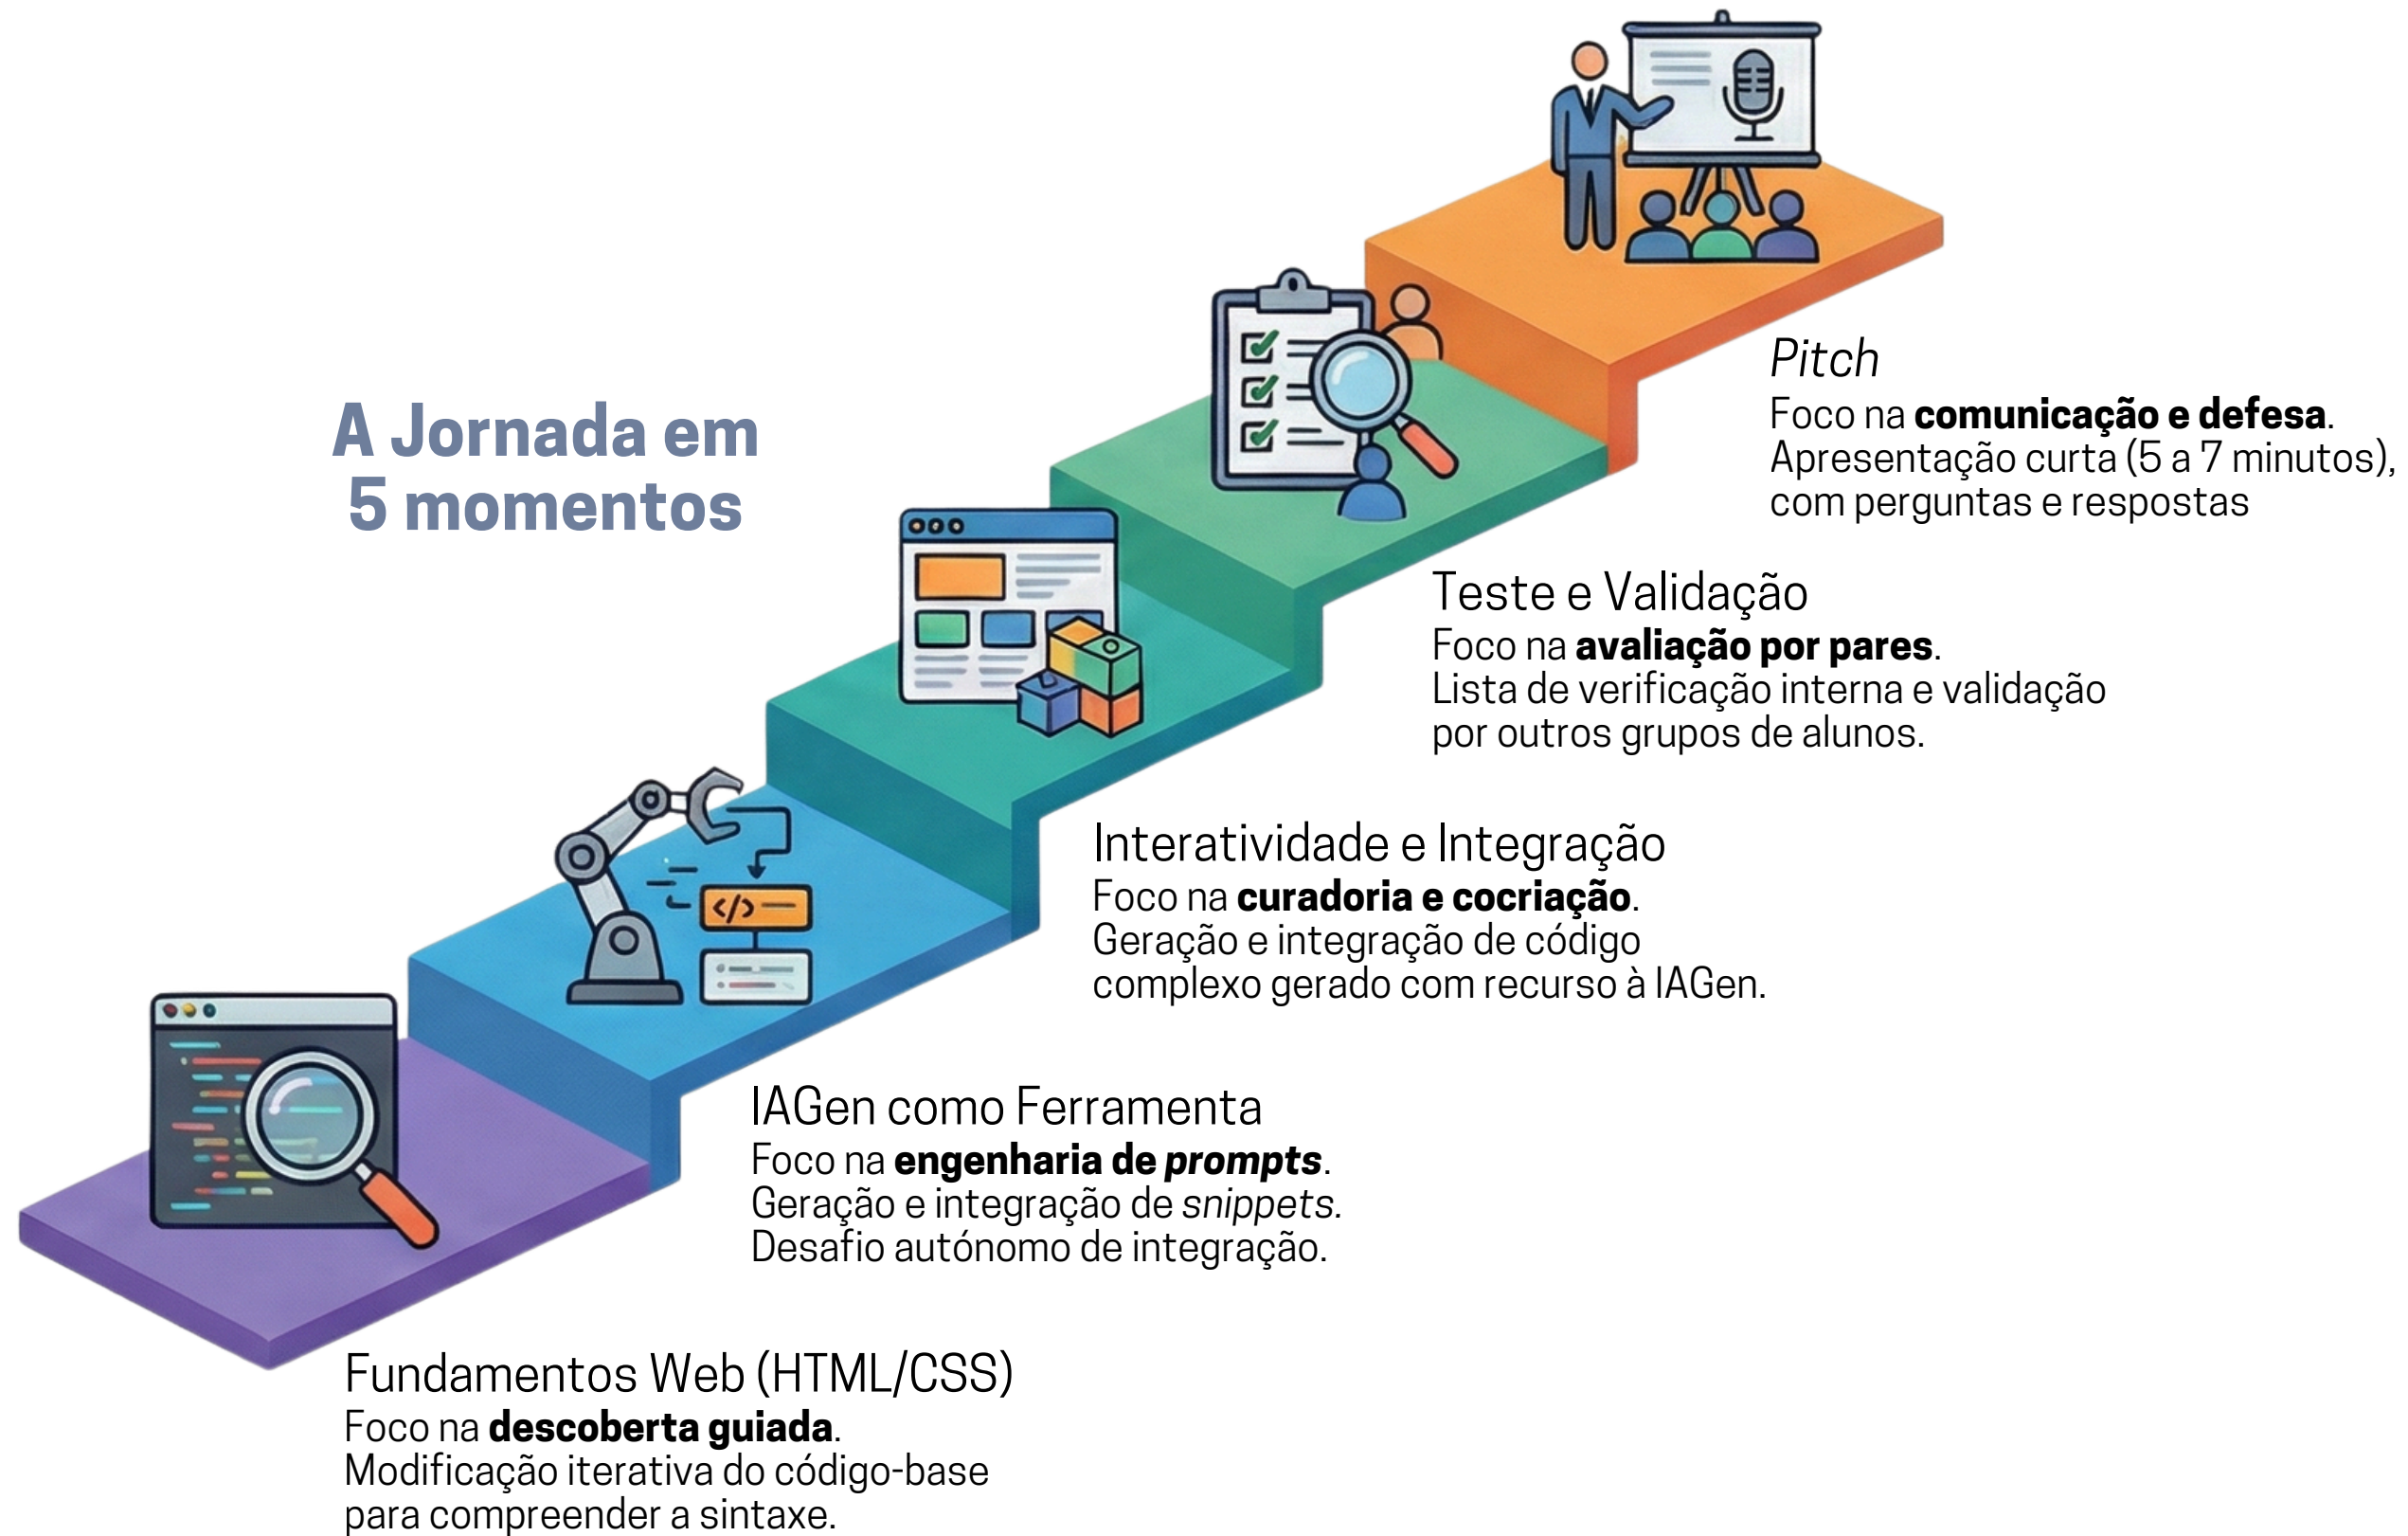 A Jornada em
5 momentos
Pitch
Foco na comunicação e defesa.
Apresentação curta (5 a 7 minutos),
com perguntas e respostas
Teste e Validação
Foco na avaliação por pares.
Lista de verificação interna e validação
por outros grupos de alunos.
Interatividade e Integração
Foco na curadoria e cocriação.
Geração e integração de código
complexo gerado com recurso à IAGen.
IAGen como Ferramenta
Foco na engenharia de prompts.
Geração e integração de snippets.
Desafio autónomo de integração.
Fundamentos Web (HTML/CSS)
Foco na descoberta guiada.
Modificação iterativa do código-base
para compreender a sintaxe.